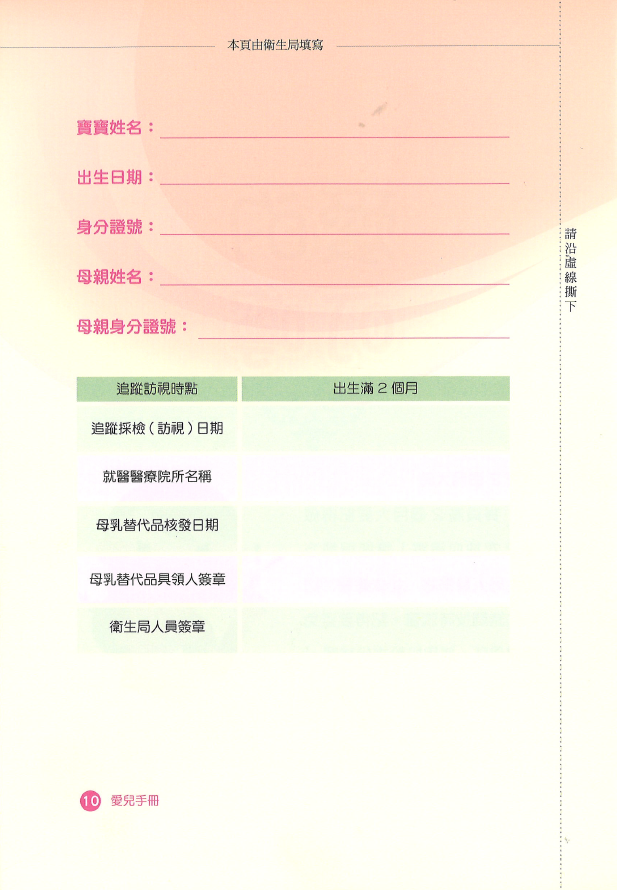 本頁由衛生局填寫
寶寶姓名：
出生日期：
身分證號：
母親姓名：
母親身分證號：
請沿虛線撕下
追蹤訪視時點 出生滿 2 個月
追蹤採檢（訪視）日期
就醫醫療院所名稱
母乳替代品核發日期
母乳替代品具領人簽章
衛生局人員簽章
10 愛兒手冊